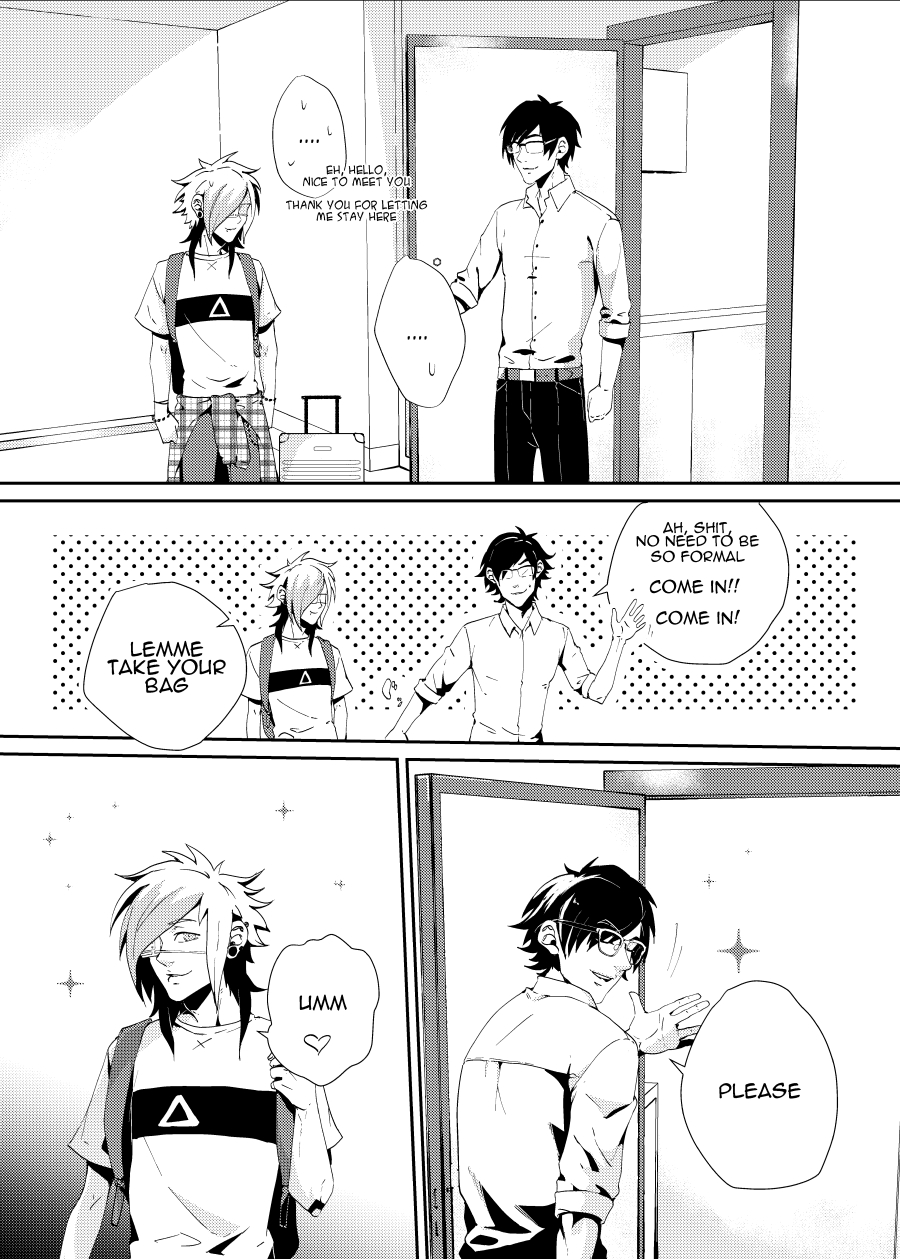 ....
EH, HELLO,
NICE TO MEET YOU
THANK YOU FOR LETTING
ME STAY HERE
....
AH, SHIT,
NO NEED TO BE
SO FORMAL
COME IN!!
COME IN!
LEMME
TAKE YOUR
BAG
UMM
♡
PLEASE